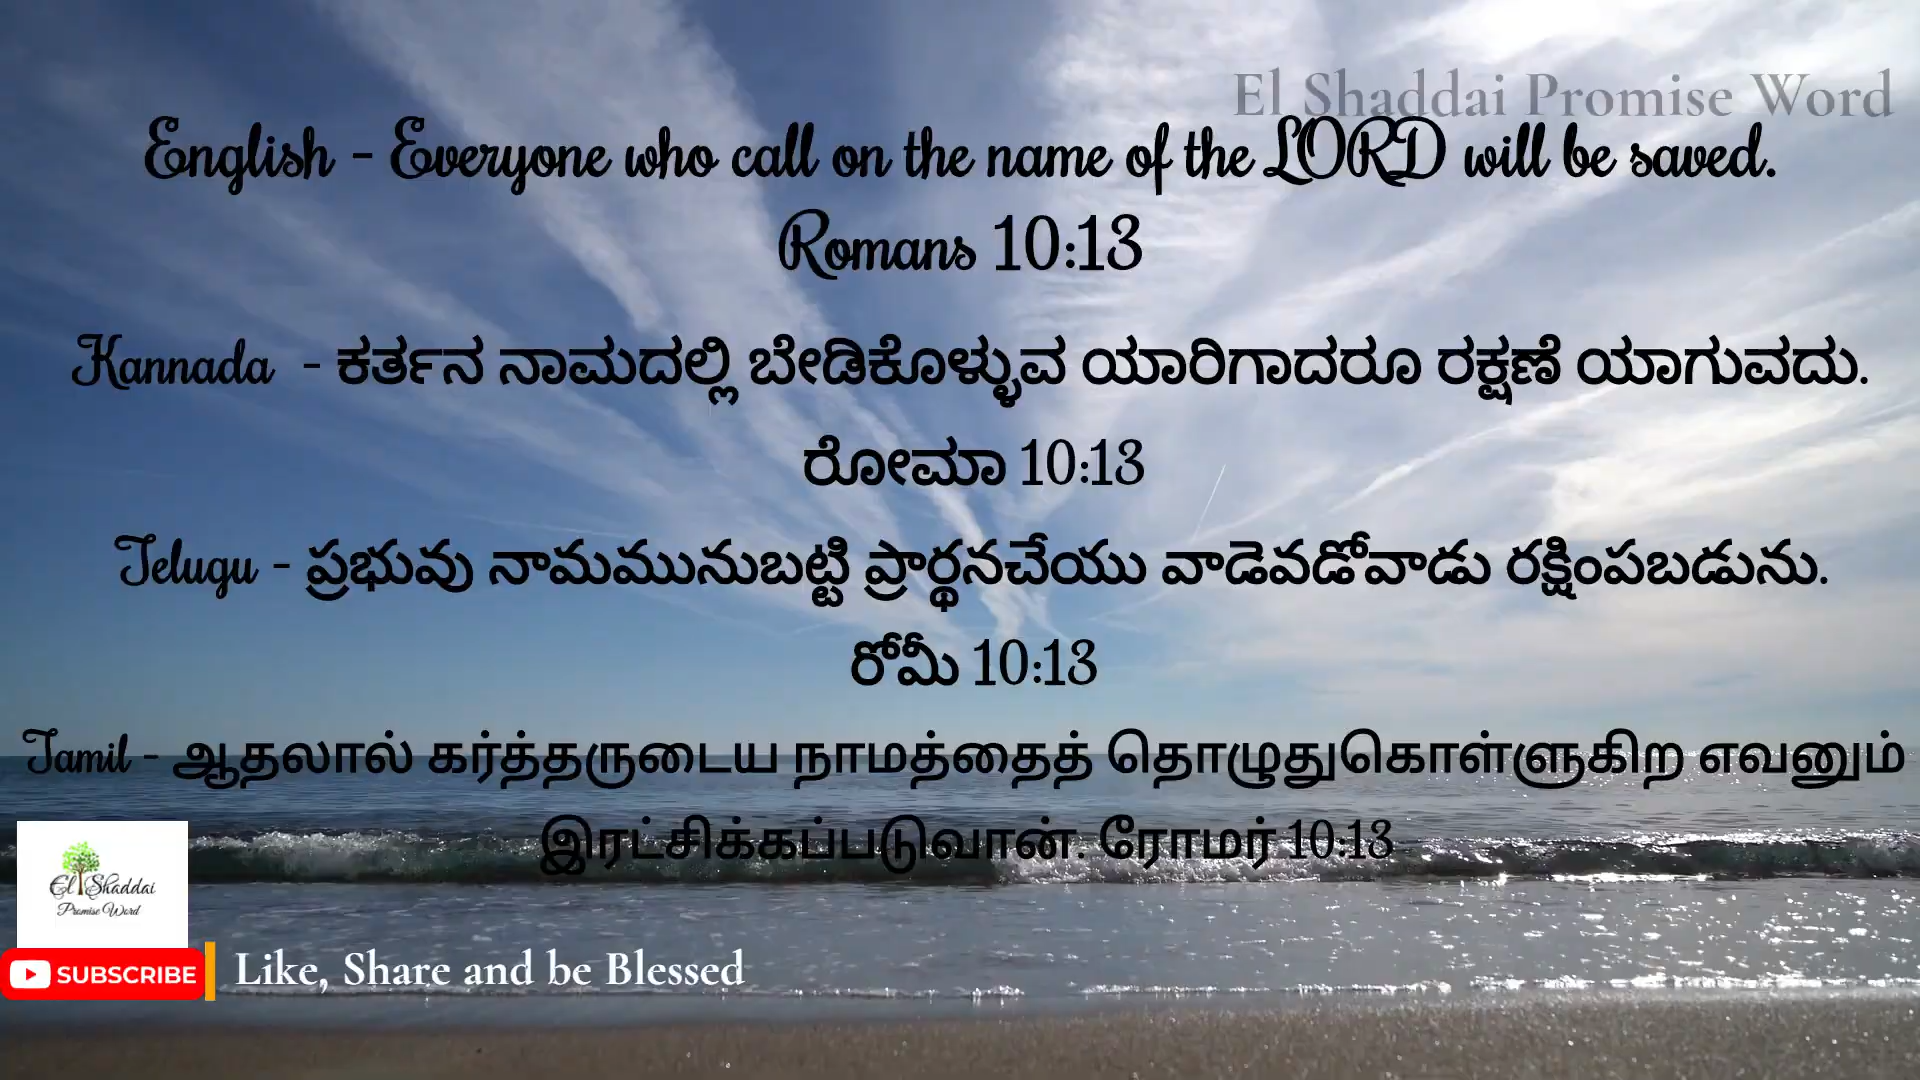 El Shaddai Promise Word
English - Everyone who call on the name of the LORD will be saved.
Romans 10:13
Kannada - ಕರ್ತನ ನಾಮದಲ್ಲಿ ಬೇಡಿಕೊಳ್ಳುವ ಯಾರಿಗಾದರೂ ರಕ್ಷಣೆ ಯಾಗುವದು.
ರೋಮಾ 10:13
Telugu - ప్రభువు నామమునుబట్టి ప్రార్థనచేయు వాడెవడోవాడు రక్షింపబడును.
రోమీ 10:13
Tamil - ஆதலால் கர்த்தருடைய நாமத்தைத் தொழுதுகொள்ளுகிற எவனும்
இரட்சிக்கப்படுவான். ரோமர் 10:13
El Shaddai
Promise Word
SUBSCRIBE
Like, Share and be Blessed